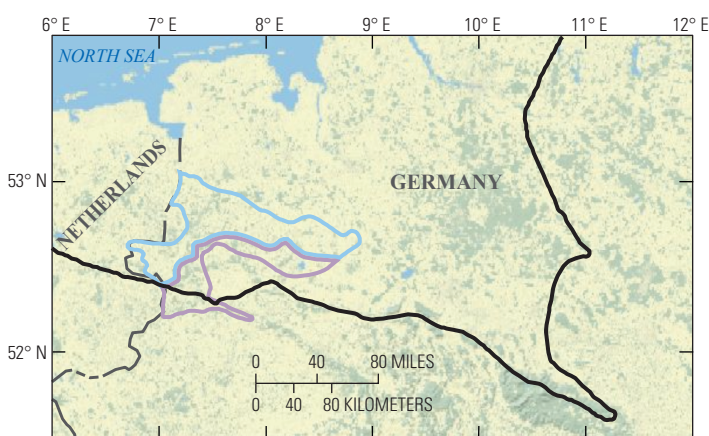 6° E 7° E 8° E 9° E 10° E 11° E 12° E
NORTH SEA
NETHERLANDS
53° N
GERMANY
52° N
0 40 80 MILES
0 40 80 KILOMETERS